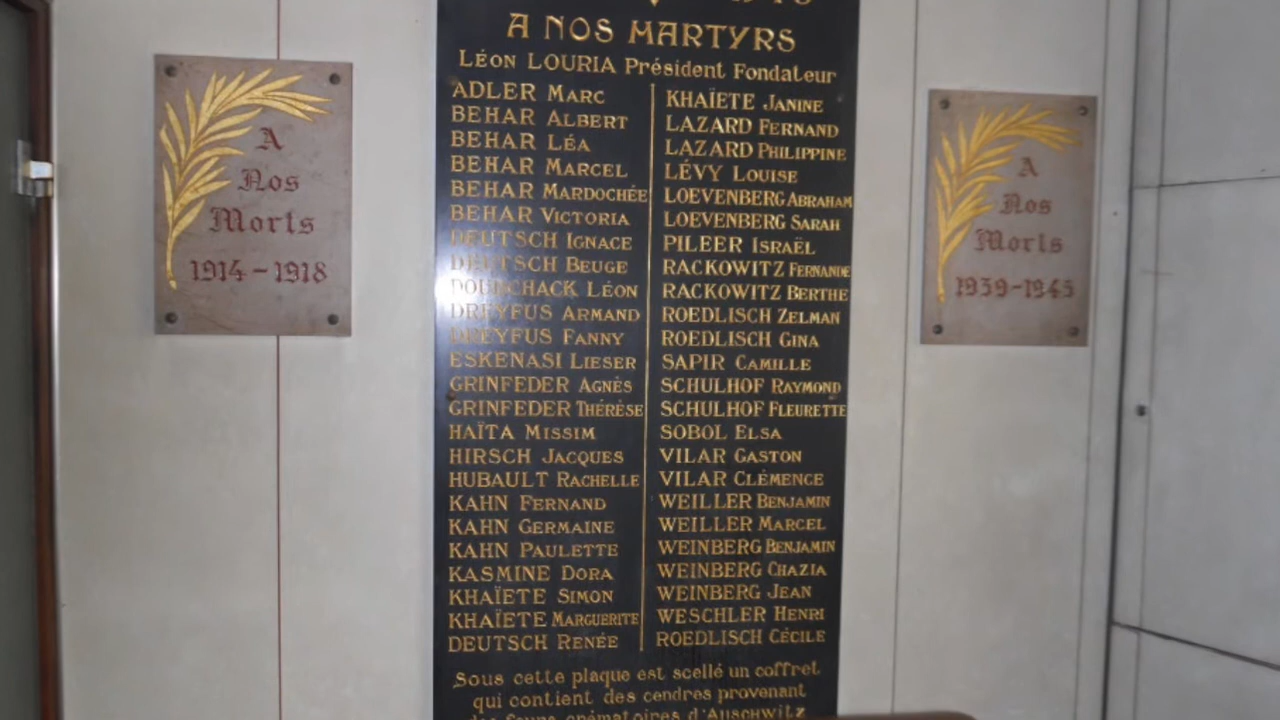 A
Nos
Morts
1914-1918
A NOS MARTYRS
LÉON LOURIA Président Fondateur
ADLER MARC
BEHAR ALBERT
BEHAR LÉA
BEHAR MARCEL
BEHAR MARDOCHÉE
BEHAR VICTORIA
DEUTSCH IGNACE
DEUTSCH BEUGE
LÉON
DREYFUS ARMAND
DREYFUS FANNY
ESKENASI LIESER
GRINFEDER AGNÈS
GRINFEDER THÉRÈSE
HAÏTA MISSIM
HIRSCH JACQUES
HUBAULT RACHELLE
KAHN FERNAND
KAHN GERMAINE
KAHN PAULETTE
KASMINE DORA
KHAÏETE SIMON
KHAÏETE MARGUERITE
DEUTSCH RENÉE
KHAÏETE JANINE
LAZARD FERNAND
LAZARD PHILIPPINE
LÉVY LOUISE
LOEVENBERG ABRAHAM
LOEVENBERG SARAH
PILEER ISRAËL
RACKOWITZ FERNANDE
RACKOWITZ BERTHE
ROEDLISCH ZELMAN
ROEDLISCH GINA
SAPIR CAMILLE
SCHULHOF RAYMOND
SCHULHOF FLEURETTE
SOBOL ELSA
VILAR GASTON
VILAR CLÉMENCE
WEILLER BENJAMIN
WEILLER MARCEL
WEINBERG BENJAMIN
WEINBERG CHAZIA
WEINBERG JEAN
WESCHLER HENRI
ROEDLISCH CÉCILE
Sous cette plaque est scellé un coffret
qui contient des cendres provenant
des fours crématoires d'Auschwitz
A
Nos
Morts
1939-1945